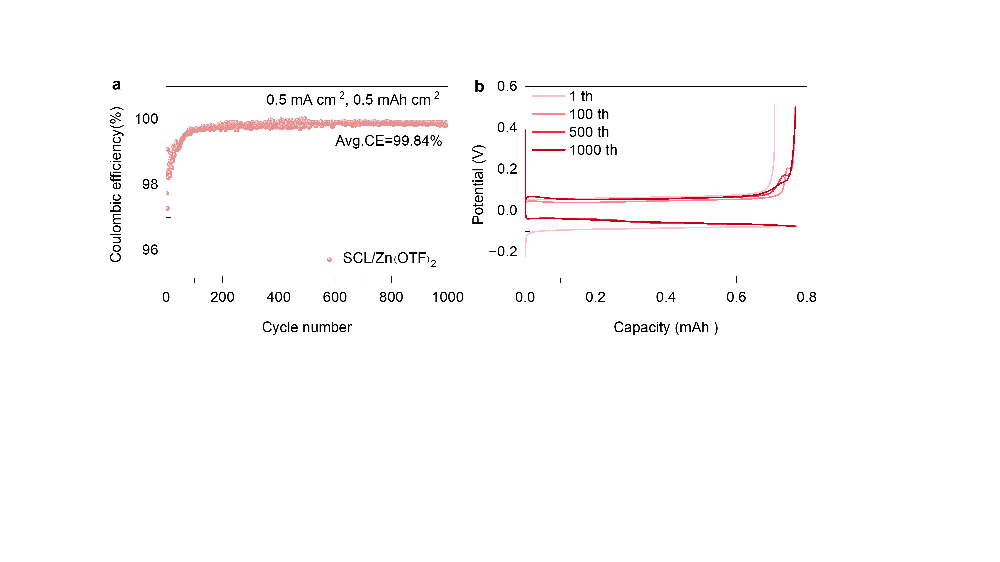 a
0.5 mA cm-2, 0.5 mAh cm-2
Coulombic efficiency(%)
100
98
96
Avg.CE=99.84%
SCL/Zn(OTF)2
0 200 400 600 800 1000
Cycle number
b
Potential (V)
0.6
0.4
0.2
0.0
−0.2
1 th
100 th
500 th
1000 th
0.0 0.2 0.4 0.6 0.8
Capacity (mAh )